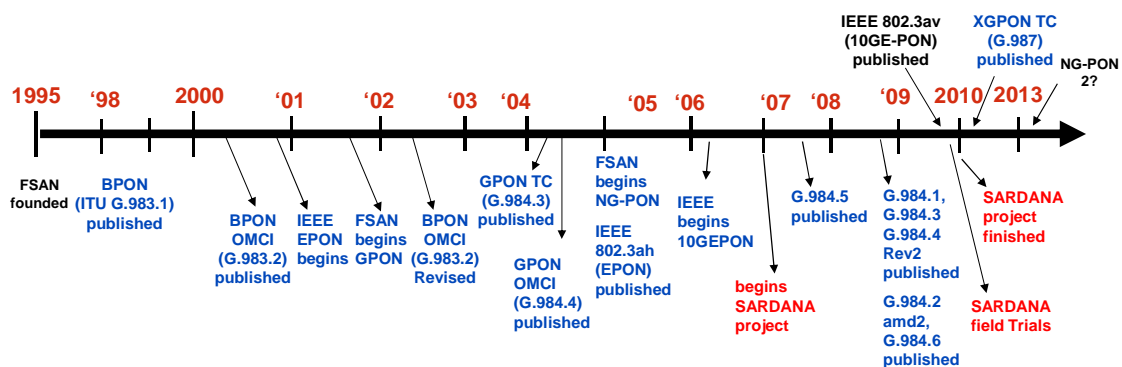 IEEE 802.3av
(10GE-PON)
published
XGPON TC
(G.987)
published
NG-PON
2?
1995
‘98
2000
‘01
‘02
‘03
‘04
‘05
‘06
‘07
‘08
‘09
2010
2013
FSAN
founded
BPON
(ITU G.983.1)
published
BPON
OMCI
(G.983.2)
published
IEEE
EPON
begins
FSAN
begins
GPON
BPON
OMCI
(G.983.2)
Revised
GPON TC
(G.984.3)
published
GPON
OMCI
(G.984.4)
published
FSAN
begins
NG-PON
IEEE
802.3ah
(EPON)
published
IEEE
begins
10GEPON
begins
SARDANA
project
G.984.5
published
G.984.1,
G.984.3
G.984.4
Rev2
published
G.984.2
amd2,
G.984.6
published
SARDANA
project
finished
SARDANA
field Trials